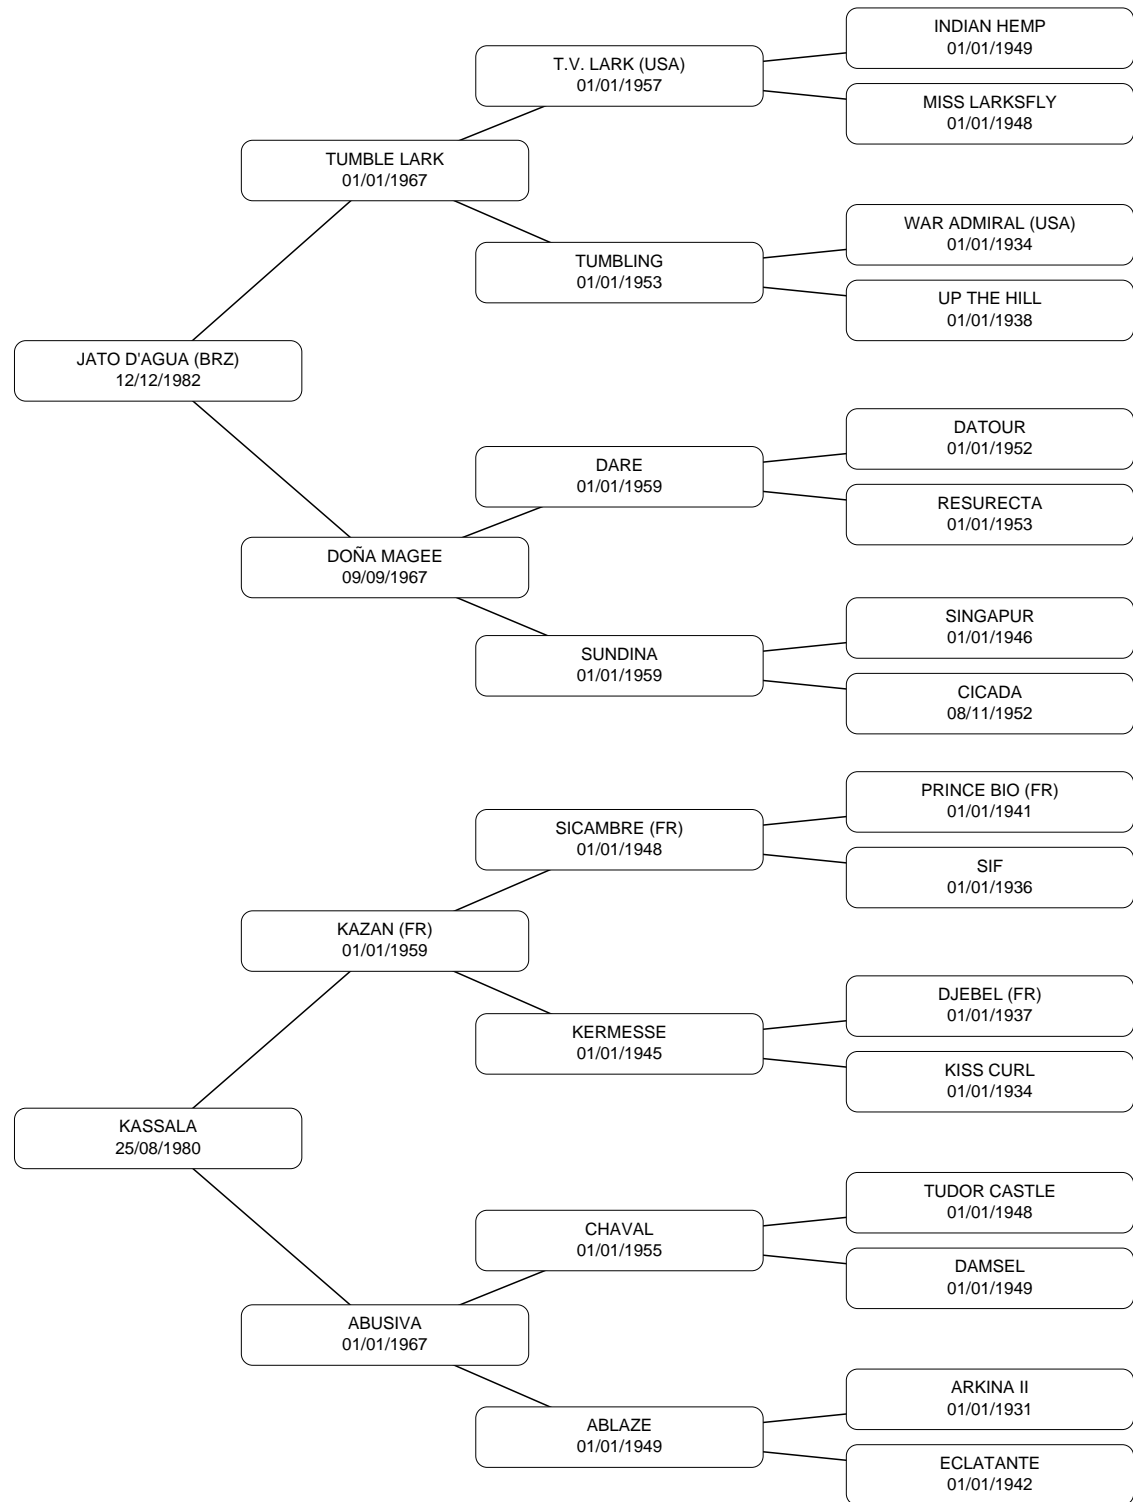 INDIAN HEMP
01/01/1949
T.V. LARK (USA)
01/01/1957
MISS LARKSFLY
01/01/1948
TUMBLE LARK
01/01/1967
WAR ADMIRAL (USA)
01/01/1934
TUMBLING
01/01/1953
UP THE HILL
01/01/1938
JATO D'AGUA (BRZ)
12/12/1982
DATOUR
01/01/1952
DARE
01/01/1959
RESURECTA
01/01/1953
DOÑA MAGEE
09/09/1967
SINGAPUR
01/01/1946
SUNDINA
01/01/1959
CICADA
08/11/1952
PRINCE BIO (FR)
01/01/1941
SICAMBRE (FR)
01/01/1948
SIF
01/01/1936
KAZAN (FR)
01/01/1959
DJEBEL (FR)
01/01/1937
KERMESSE
01/01/1945
KISS CURL
01/01/1934
KASSALA
25/08/1980
TUDOR CASTLE
01/01/1948
CHAVAL
01/01/1955
DAMSEL
01/01/1949
ABUSIVA
01/01/1967
ARKINA II
01/01/1931
ABLAZE
01/01/1949
ECLATANTE
01/01/1942